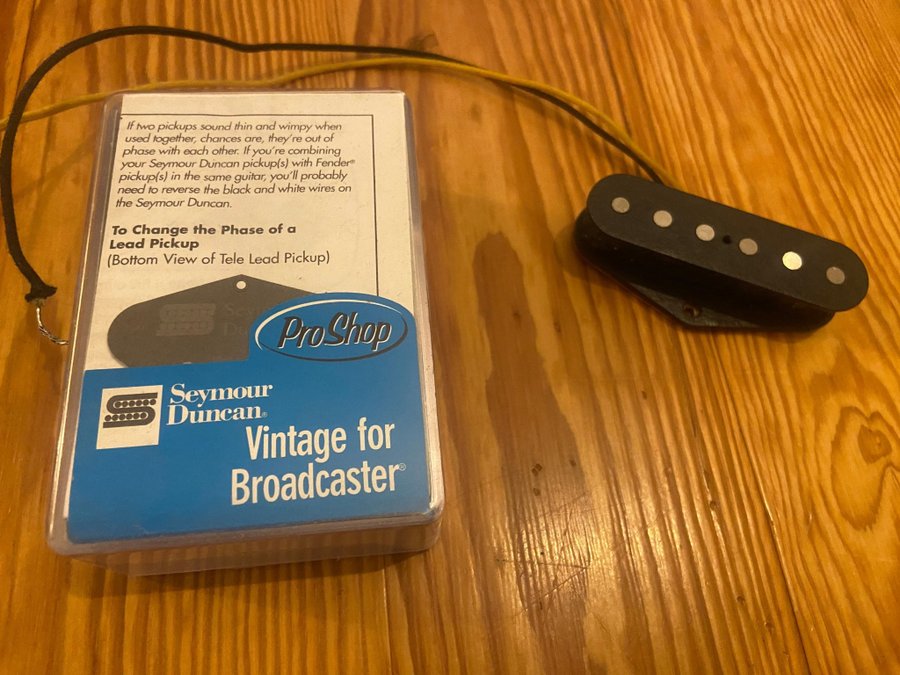 If two pickups sound thin and wimpy when
used together, chances are, they're out of
phase with each other. If you're combining
your Seymour Duncan pickup(s) with Fender®
pickup(s) in the same guitar, you'll probably
need to reverse the black and white wires on
the Seymour Duncan.
To Change the Phase of a
Lead Pickup
(Bottom View of Tele Lead Pickup)
ProShop
Seymour
Duncan®
Vintage for
Broadcaster®